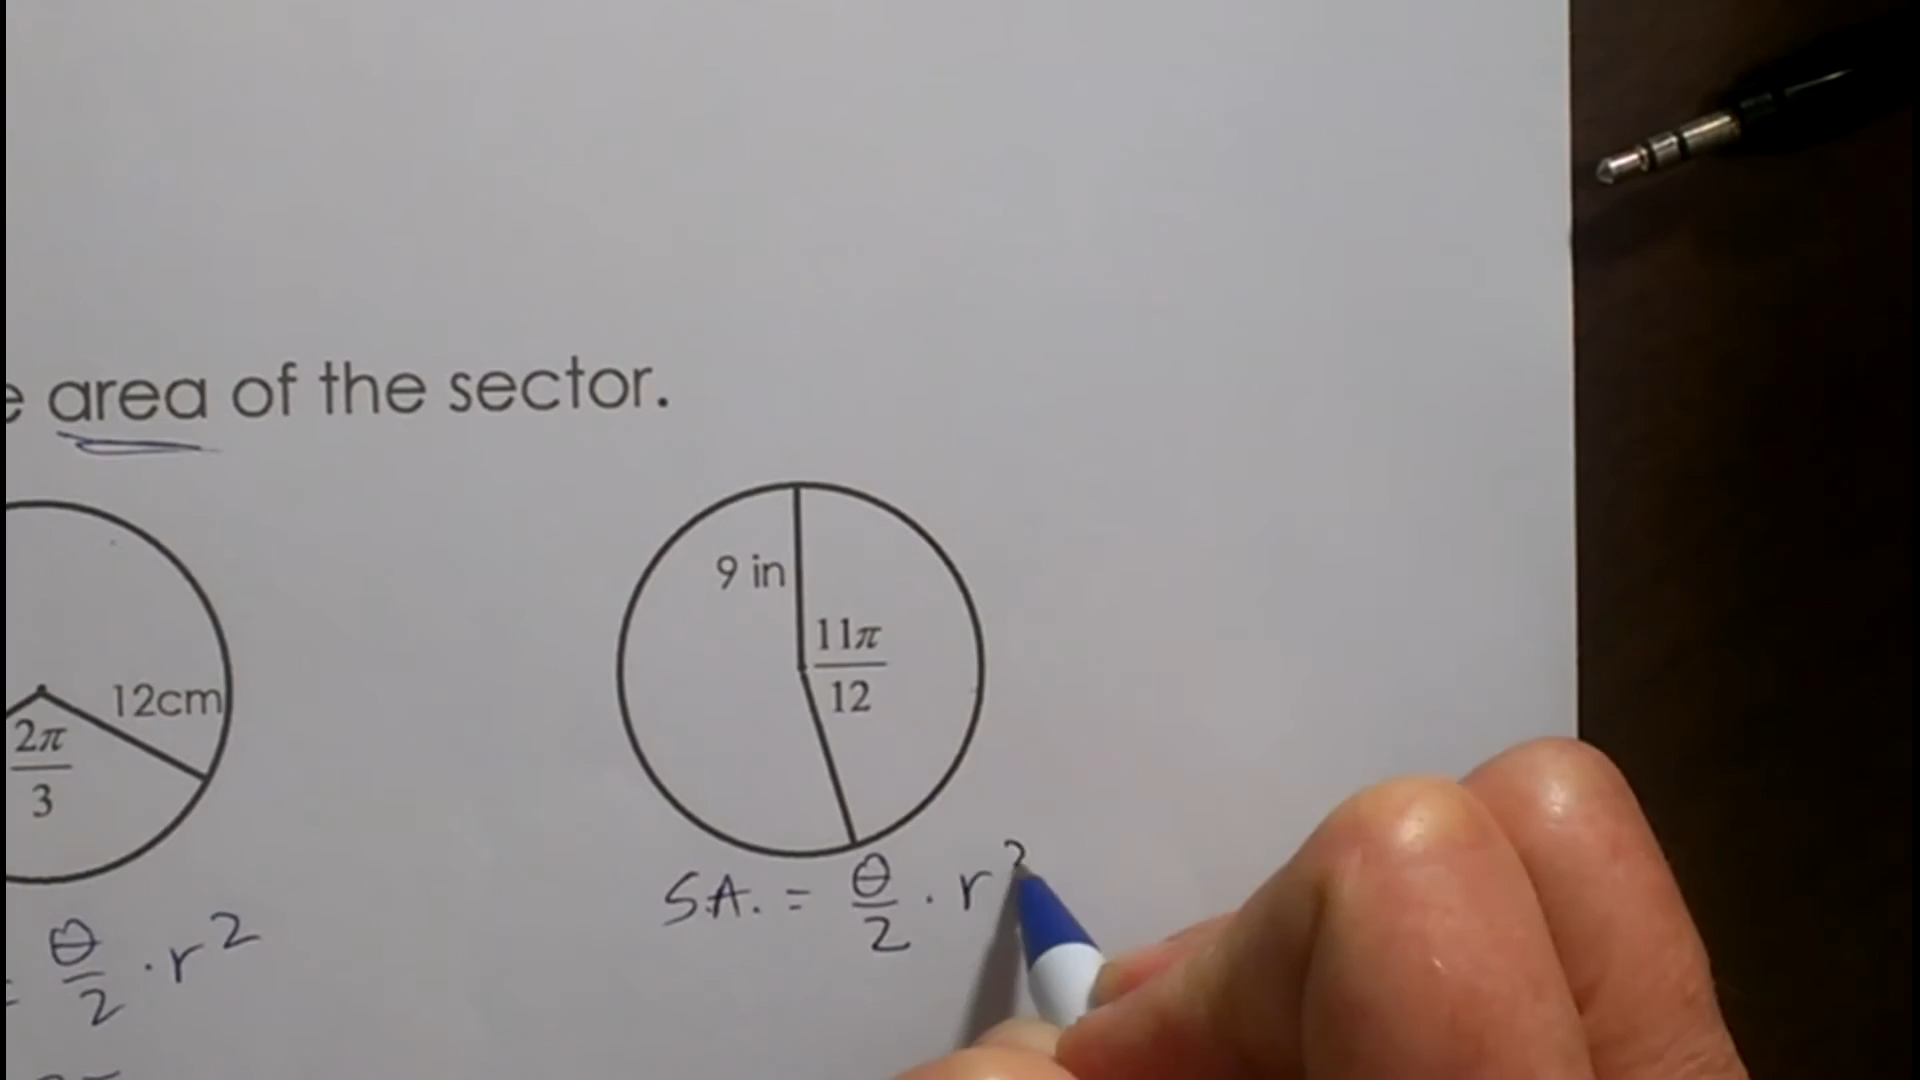 area of the sector.
9 in
11π
12
12cm
2π
3
S.A. = θ/2 · r²
= θ/2 · r²